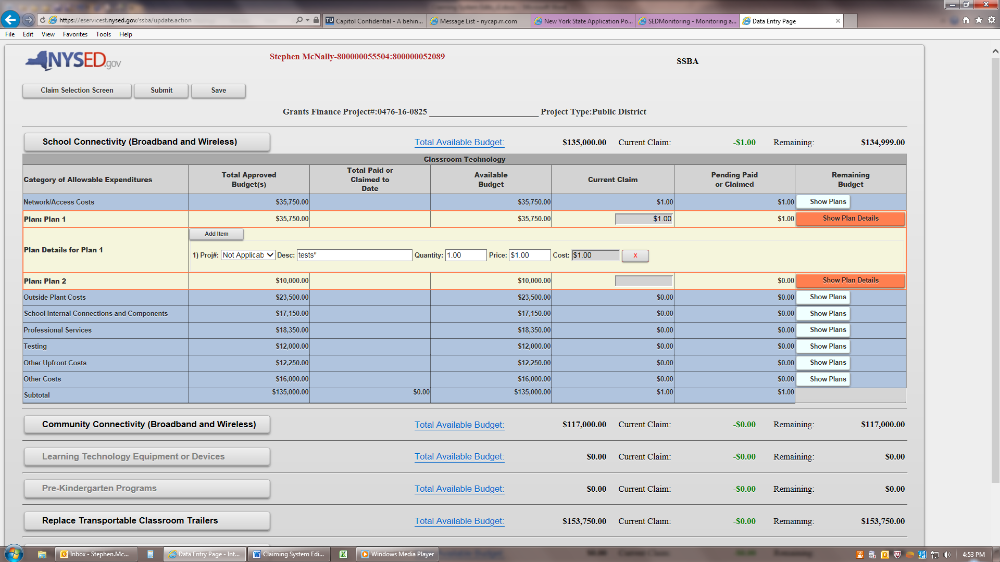 https://eservicest.nysed.gov/ssba/update.action
Capitol Confidential - A behin...
Message List - nycap.rr.com
New York State Application Po...
SEDMonitoring - Monitoring a...
Data Entry Page
File Edit View Favorites Tools Help
NYSED.gov
Stephen McNally-800000055504:800000052089
SSBA
Claim Selection Screen Submit Save
Grants Finance Project#:0476-16-0825 Project Type:Public District
School Connectivity (Broadband and Wireless) Total Available Budget: $135,000.00 Current Claim: -$1.00 Remaining: $134,999.00
Classroom Technology
Category of Allowable Expenditures
Total Approved
Budget(s)
Total Paid or
Claimed to
Date
Available
Budget
Current Claim
Pending Paid
or Claimed
Remaining
Budget
Network/Access Costs $35,750.00 $35,750.00 $1.00 $1.00 Show Plans
Plan: Plan 1 $35,750.00 $35,750.00 $1.00 $1.00 Show Plan Details
Add Item
Plan Details for Plan 1
1) Proj#: Not Applicab Desc: tests" Quantity: 1.00 Price: $1.00 Cost: $1.00 X
Plan: Plan 2 $10,000.00 $10,000.00 $0.00 Show Plan Details
Outside Plant Costs $23,500.00 $23,500.00 $0.00 $0.00 Show Plans
School Internal Connections and Components $17,150.00 $17,150.00 $0.00 $0.00 Show Plans
Professional Services $18,350.00 $18,350.00 $0.00 $0.00 Show Plans
Testing $12,000.00 $12,000.00 $0.00 $0.00 Show Plans
Other Upfront Costs $12,250.00 $12,250.00 $0.00 $0.00 Show Plans
Other Costs $16,000.00 $16,000.00 $0.00 $0.00 Show Plans
Subtotal $135,000.00 $0.00 $135,000.00 $1.00 $1.00
Community Connectivity (Broadband and Wireless) Total Available Budget: $117,000.00 Current Claim: -$0.00 Remaining: $117,000.00
Learning Technology Equipment or Devices Total Available Budget: $0.00 Current Claim: -$0.00 Remaining: $0.00
Pre-Kindergarten Programs Total Available Budget: $0.00 Current Claim: -$0.00 Remaining: $0.00
Replace Transportable Classroom Trailers Total Available Budget: $153,750.00 Current Claim: -$0.00 Remaining: $153,750.00
Inbox - Stephen.Mc... Data Entry Page - Int... Claiming System Edi... Windows Media Player 4:53 PM